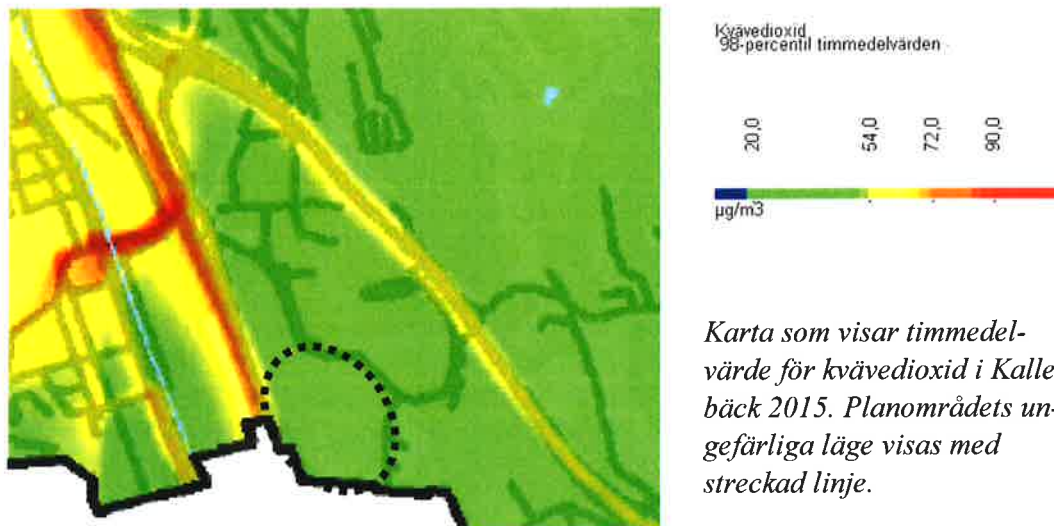 Kvävedioxid
98-percentil timmedelvärden
20,0
54,0
72,0
90,0
µg/m3
Karta som visar timmedel-
värde för kvävedioxid i Kalle
bäck 2015. Planområdets un-
gefärliga läge visas med
streckad linje.